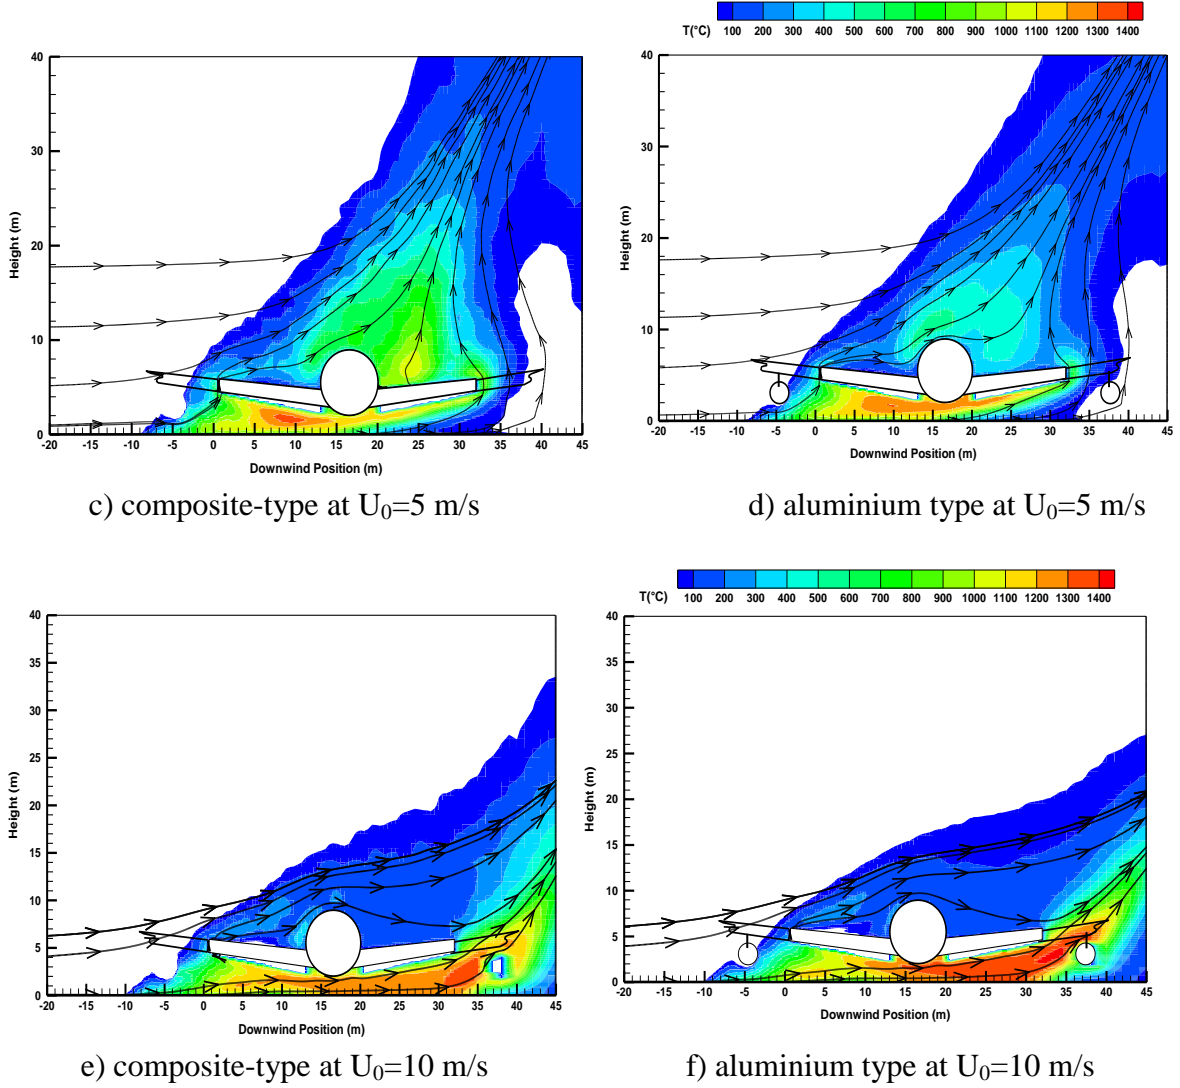 T(°C) 100 200 300 400 500 600 700 800 900 1000 1100 1200 1300 1400
40
30
20
10
0
Height (m)
-20 -15 -10 -5 0 5 10 15 20 25 30 35 40 45
Downwind Position (m)
40
30
20
10
0
Height (m)
-20 -15 -10 -5 0 5 10 15 20 25 30 35 40 45
Downwind Position (m)
c) composite-type at U₀=5 m/s
d) aluminium type at U₀=5 m/s
T(°C) 100 200 300 400 500 600 700 800 900 1000 1100 1200 1300 1400
40
35
30
25
20
15
10
5
0
Height (m)
-20 -15 -10 -5 0 5 10 15 20 25 30 35 40 45
Downwind Position (m)
40
35
30
25
20
15
10
5
0
Height (m)
-20 -15 -10 -5 0 5 10 15 20 25 30 35 40 45
Downwind Position (m)
e) composite-type at U₀=10 m/s
f) aluminium type at U₀=10 m/s